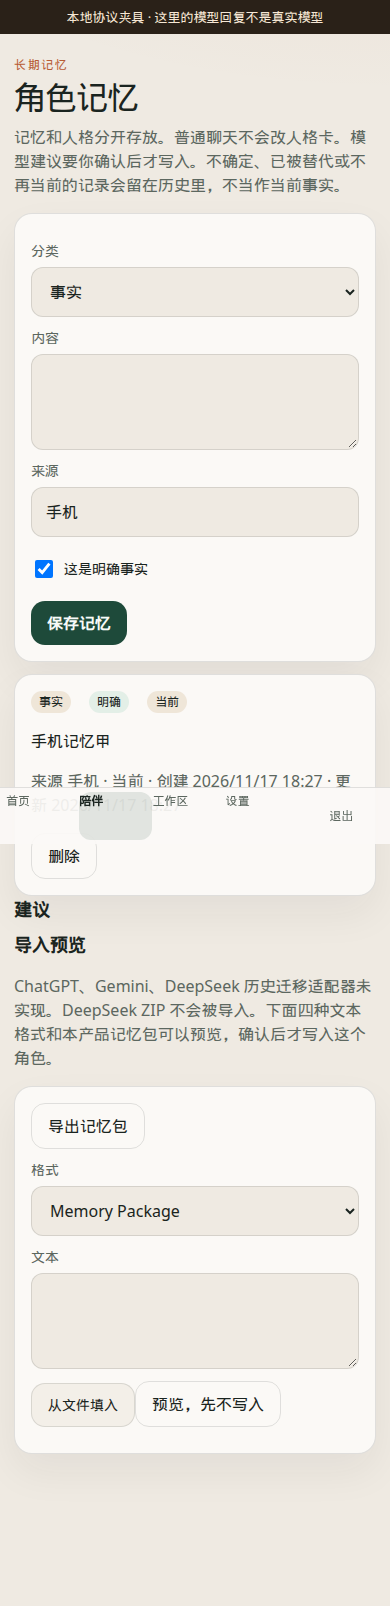 本地协议夹具 · 这里的模型回复不是真实模型
长期记忆
角色记忆
记忆和人格分开存放。普通聊天不会改人格卡。模
型建议要你确认后才写入。不确定、已被替代或不
再当前的记录会留在历史里，不当作当前事实。
分类
事实
内容
来源
手机
这是明确事实
保存记忆
事实 明确 当前
手机记忆甲
来源 手机 · 当前 · 创建 2026/11/17 18:27 · 更
首页 陪伴 工作区 设置
退出
删除
建议
导入预览
ChatGPT、Gemini、DeepSeek 历史迁移适配器未
实现。DeepSeek ZIP 不会被导入。下面四种文本
格式和本产品记忆包可以预览，确认后才写入这个
角色。
导出记忆包
格式
Memory Package
文本
从文件填入 预览，先不写入